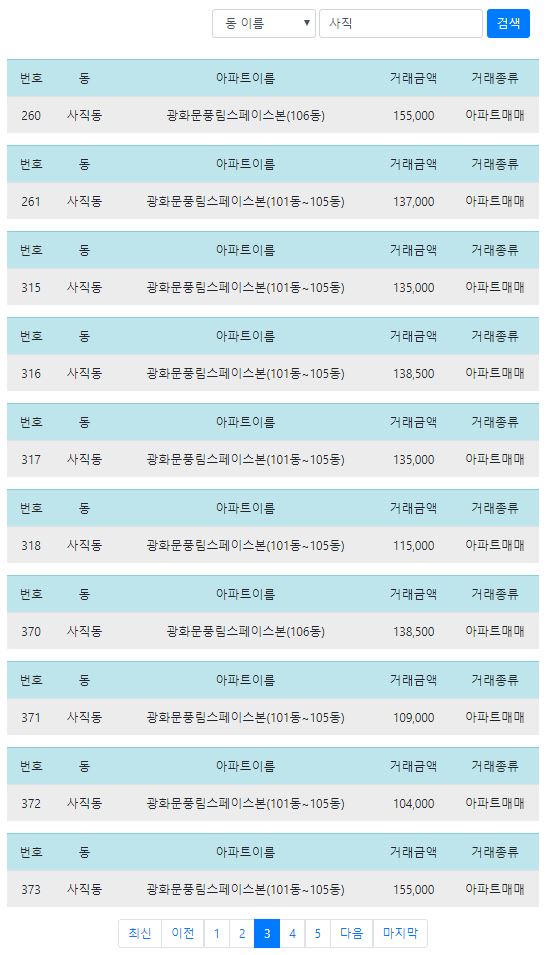 동 이름 사직 검색
번호 동 아파트이름 거래금액 거래종류
260 사직동 광화문풍림스페이스본(106동) 155,000 아파트매매
번호 동 아파트이름 거래금액 거래종류
261 사직동 광화문풍림스페이스본(101동~105동) 137,000 아파트매매
번호 동 아파트이름 거래금액 거래종류
315 사직동 광화문풍림스페이스본(101동~105동) 135,000 아파트매매
번호 동 아파트이름 거래금액 거래종류
316 사직동 광화문풍림스페이스본(101동~105동) 138,500 아파트매매
번호 동 아파트이름 거래금액 거래종류
317 사직동 광화문풍림스페이스본(101동~105동) 135,000 아파트매매
번호 동 아파트이름 거래금액 거래종류
318 사직동 광화문풍림스페이스본(101동~105동) 115,000 아파트매매
번호 동 아파트이름 거래금액 거래종류
370 사직동 광화문풍림스페이스본(106동) 138,500 아파트매매
번호 동 아파트이름 거래금액 거래종류
371 사직동 광화문풍림스페이스본(101동~105동) 109,000 아파트매매
번호 동 아파트이름 거래금액 거래종류
372 사직동 광화문풍림스페이스본(101동~105동) 104,000 아파트매매
번호 동 아파트이름 거래금액 거래종류
373 사직동 광화문풍림스페이스본(101동~105동) 155,000 아파트매매
최신 이전 1 2 3 4 5 다음 마지막